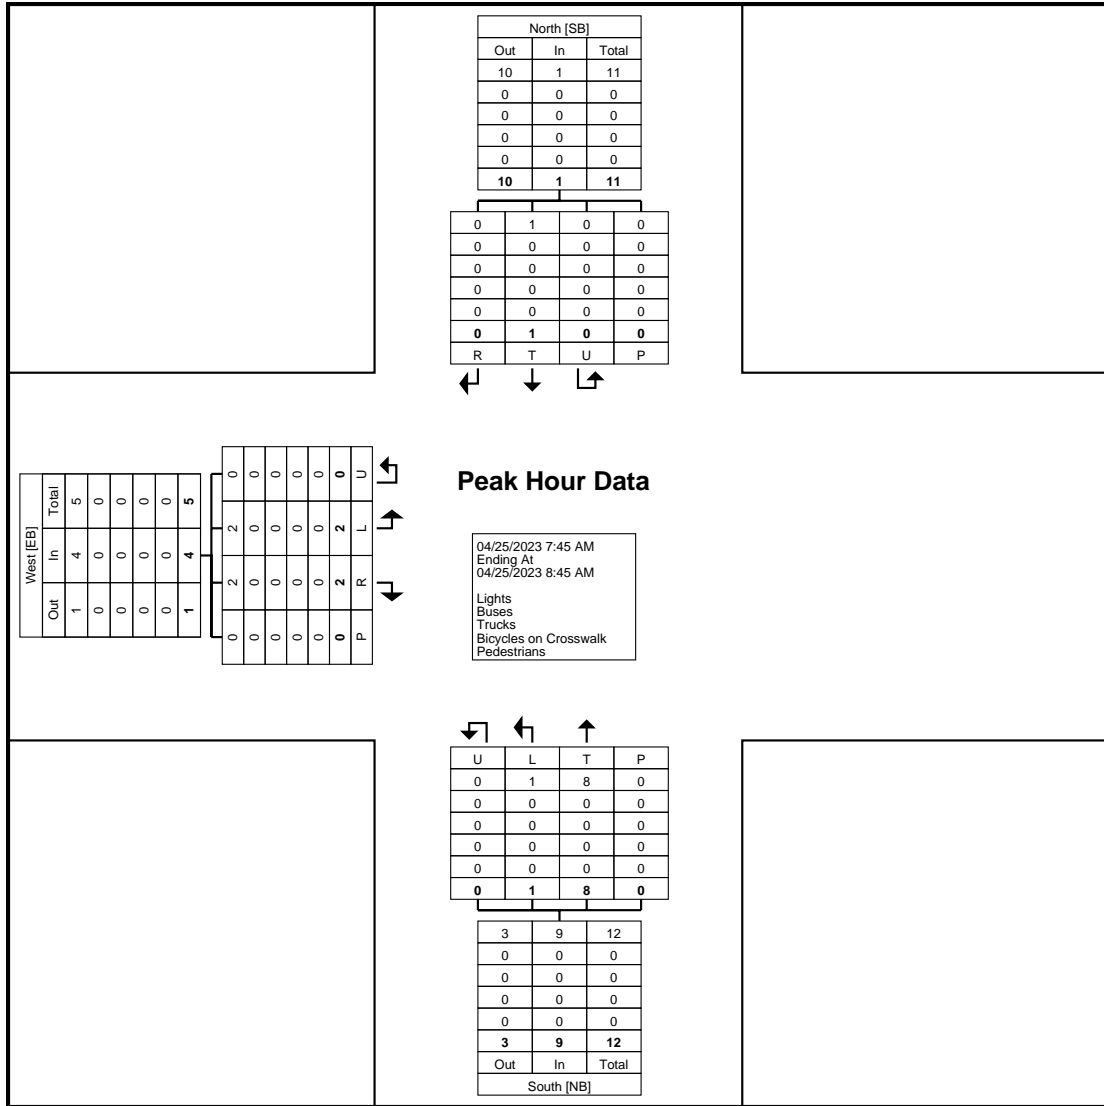 North [SB]
Out In Total
10 1 11
0 0 0
0 0 0
0 0 0
0 0 0
10 1 11
0 1 0 0
0 0 0 0
0 0 0 0
0 0 0 0
0 0 0 0
0 1 0 0
R T U P
West [EB]
Out In Total
1 4 5
0 0 0
0 0 0
0 0 0
0 0 0
1 4 5
0 2 2 0
0 0 0 0
0 0 0 0
0 0 0 0
0 0 0 0
0 2 2 0
P R L U
Peak Hour Data
04/25/2023 7:45 AM
Ending At
04/25/2023 8:45 AM
Lights
Buses
Trucks
Bicycles on Crosswalk
Pedestrians
U L T P
0 1 8 0
0 0 0 0
0 0 0 0
0 0 0 0
0 0 0 0
0 1 8 0
3 9 12
0 0 0
0 0 0
0 0 0
0 0 0
3 9 12
Out In Total
South [NB]